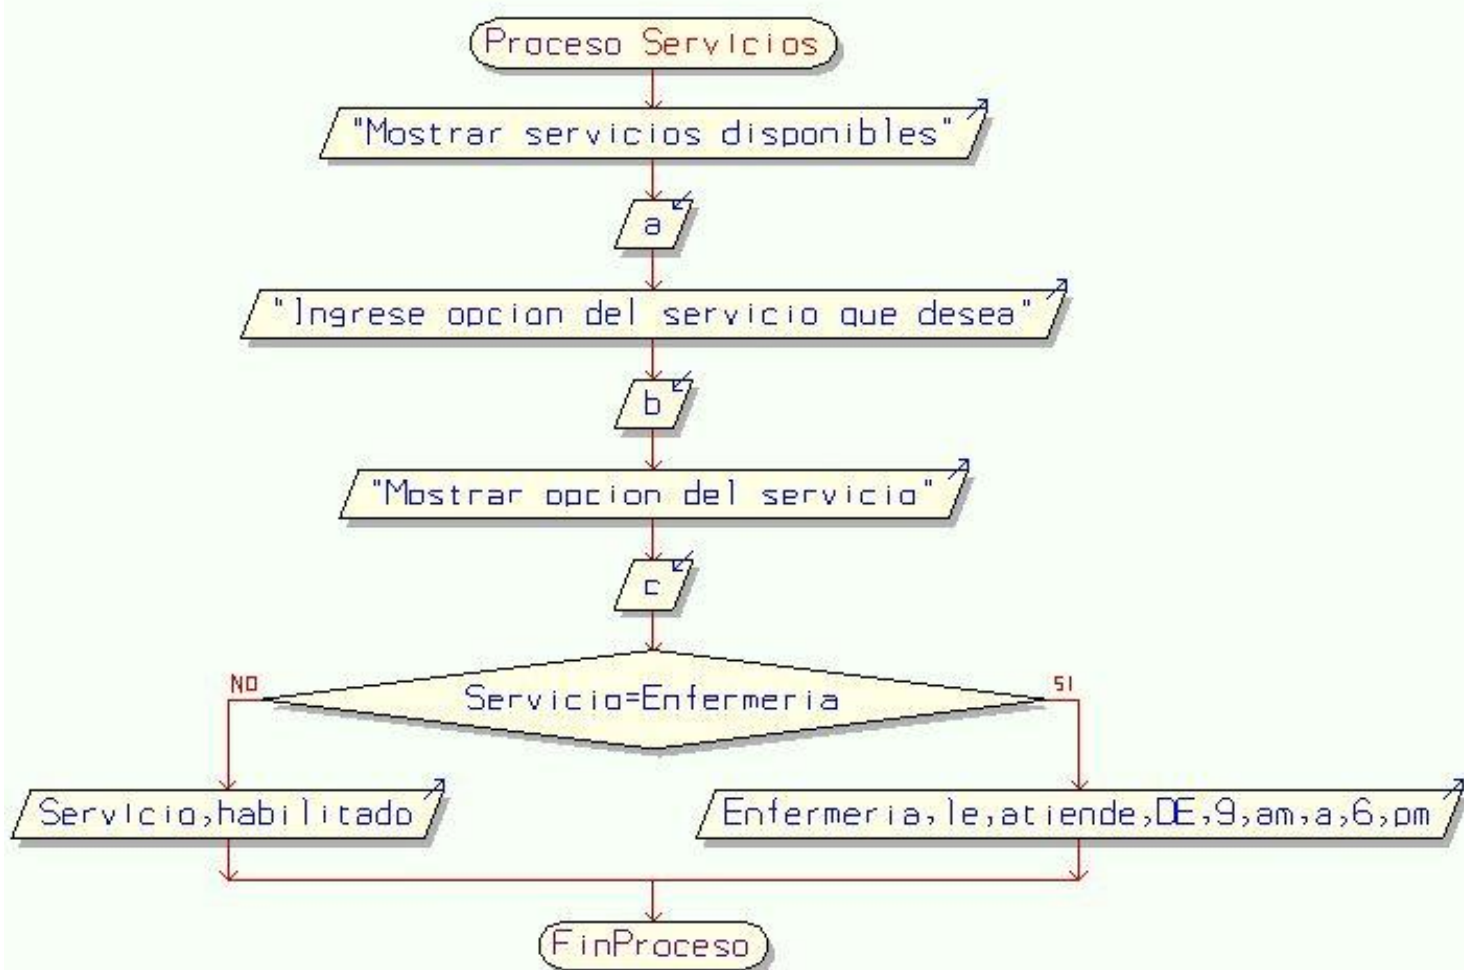 Proceso Servicios
"Mostrar servicios disponibles"
a
"Ingrese opcion del servicio que desea"
b
"Mostrar opcion del servicio"
c
NO
Servicio=Enfermeria
SI
Servicio,habilitado
Enfermeria,le,atiende,DE,9,am,a,6,pm
FinProceso